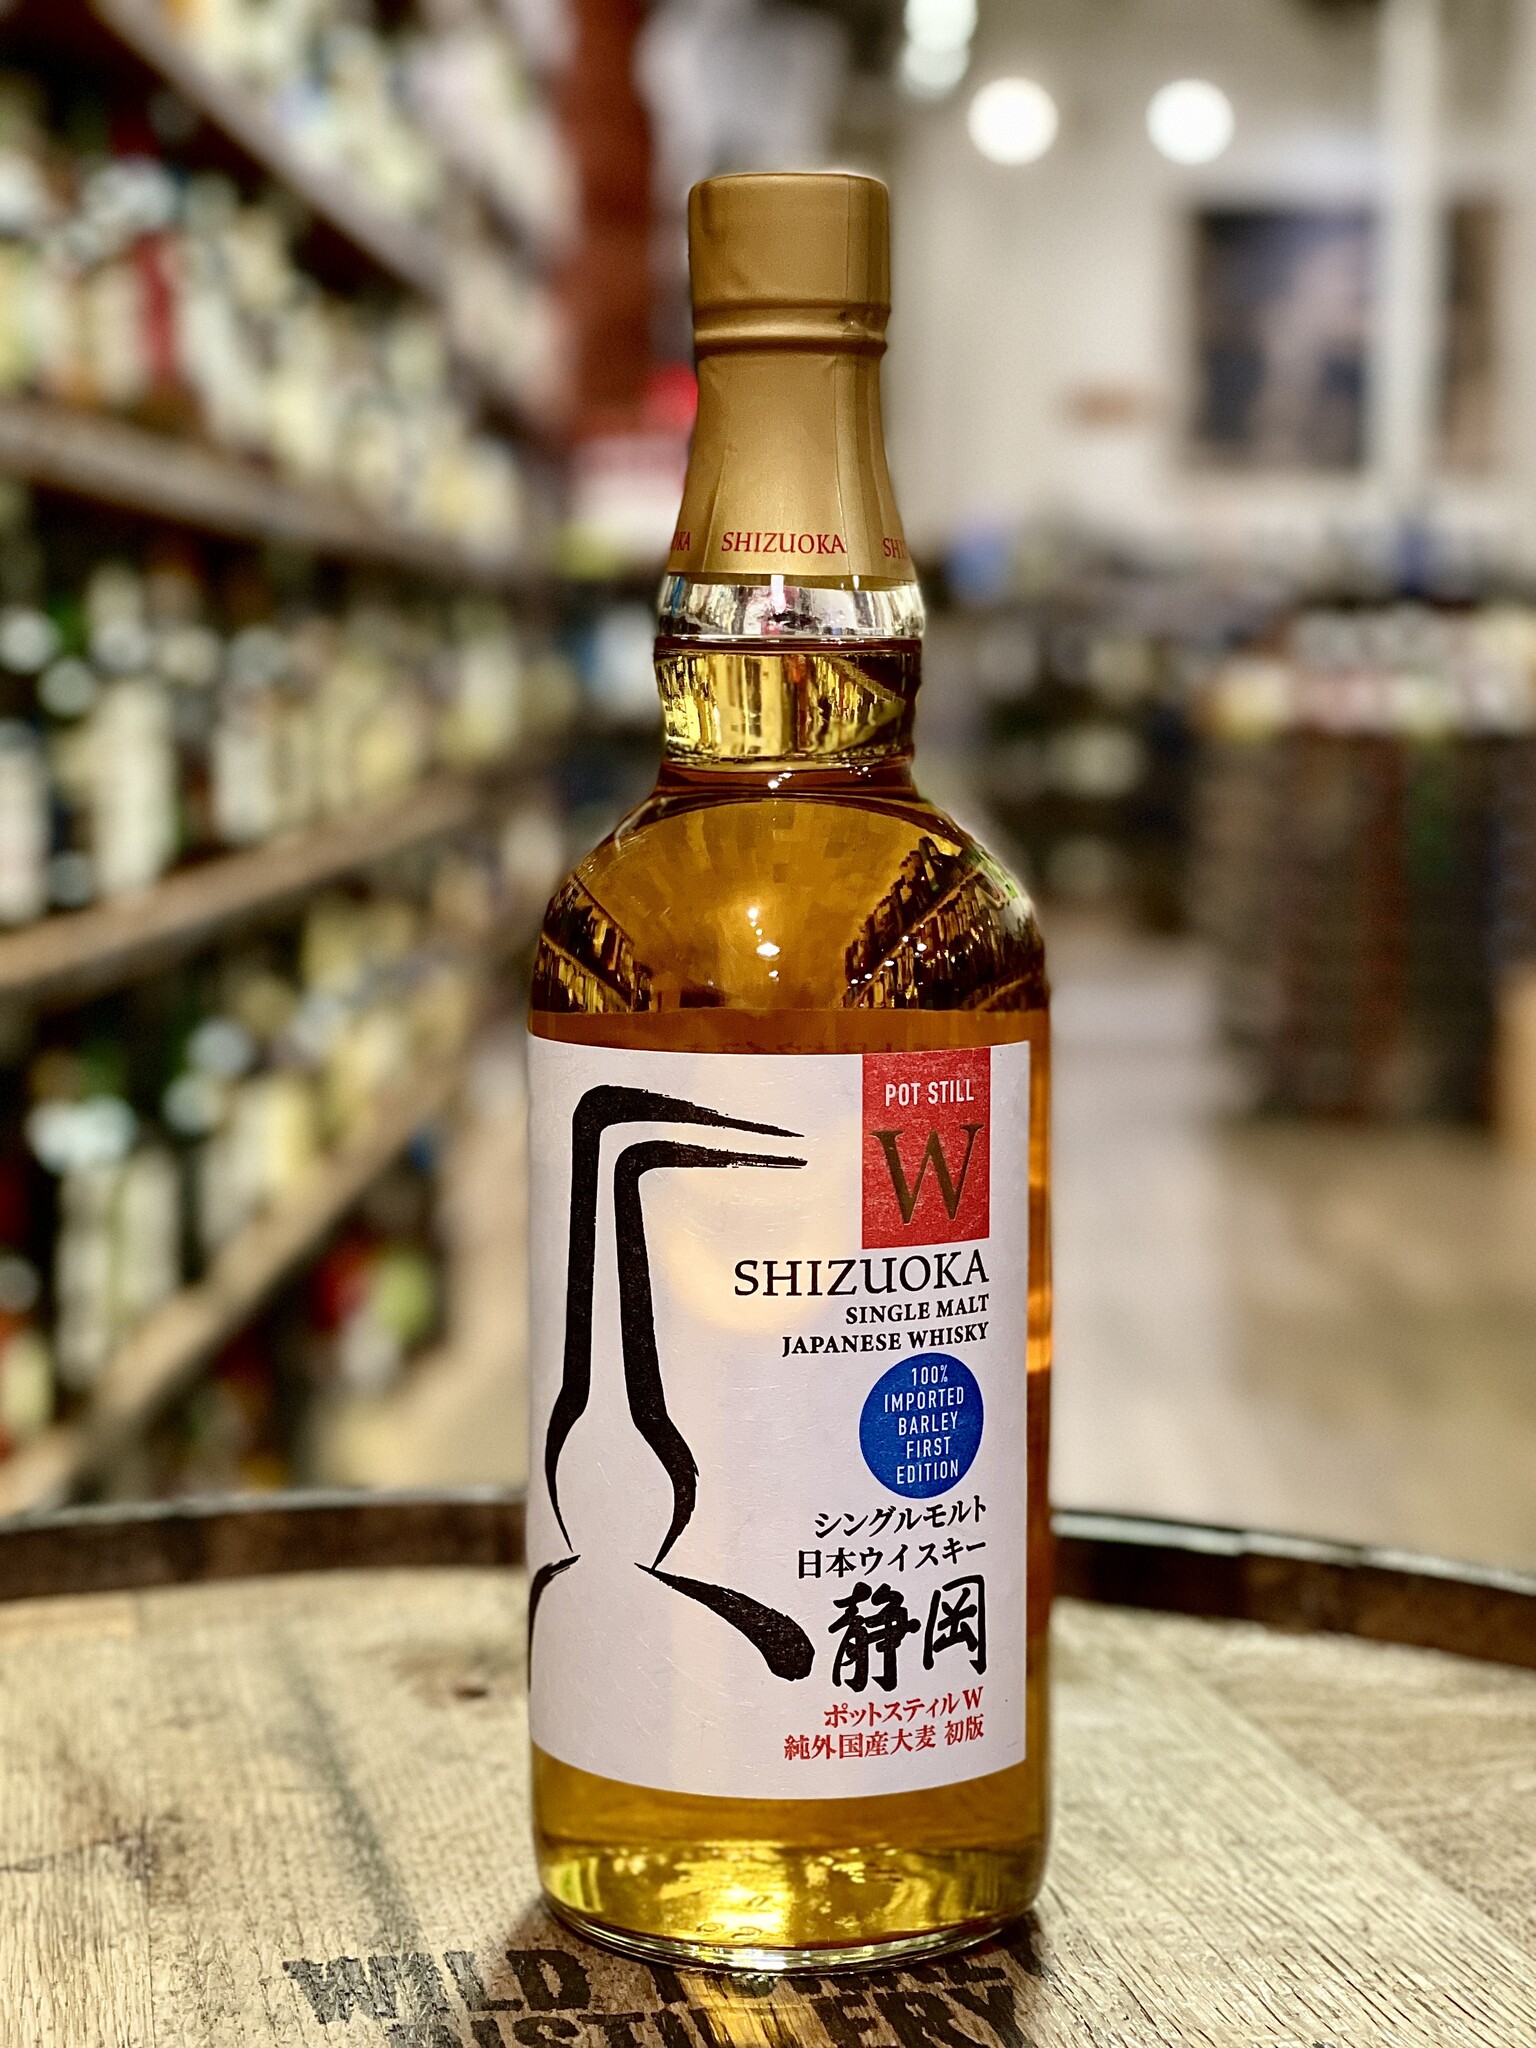 SHIZUOKA
POT STILL
W
SHIZUOKA
SINGLE MALT
JAPANESE WHISKY
100%
IMPORTED
BARLEY
FIRST
EDITION
シングルモルト
日本ウイスキー
静岡
ポットスティルW
純外国産大麦 初版
WILD
DISTILLERY